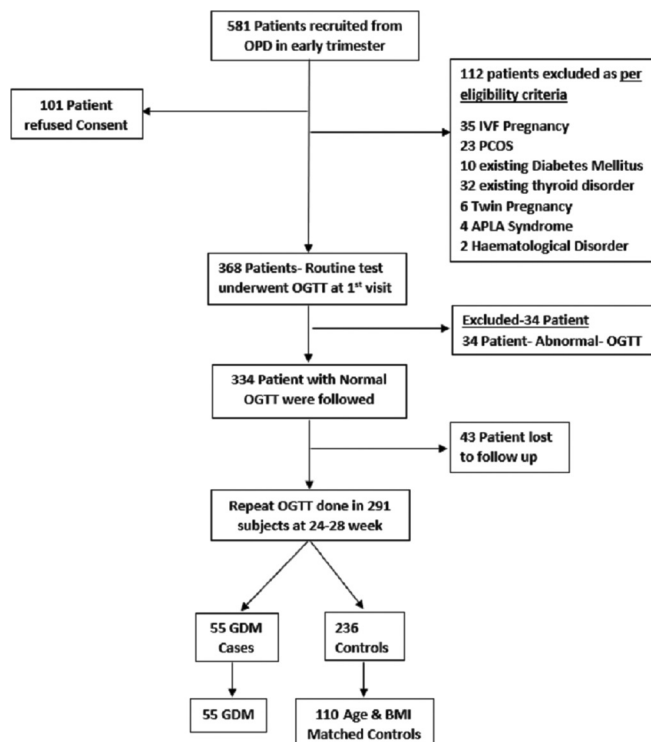 581 Patients recruited from
OPD in early trimester
101 Patient
refused Consent
112 patients excluded as per
eligibility criteria
35 IVF Pregnancy
23 PCOS
10 existing Diabetes Mellitus
32 existing thyroid disorder
6 Twin Pregnancy
4 APLA Syndrome
2 Haematological Disorder
368 Patients- Routine test
underwent OGTT at 1st visit
Excluded-34 Patient
34 Patient- Abnormal- OGTT
334 Patient with Normal
OGTT were followed
43 Patient lost
to follow up
Repeat OGTT done in 291
subjects at 24-28 week
55 GDM
Cases
236
Controls
55 GDM
110 Age & BMI
Matched Controls